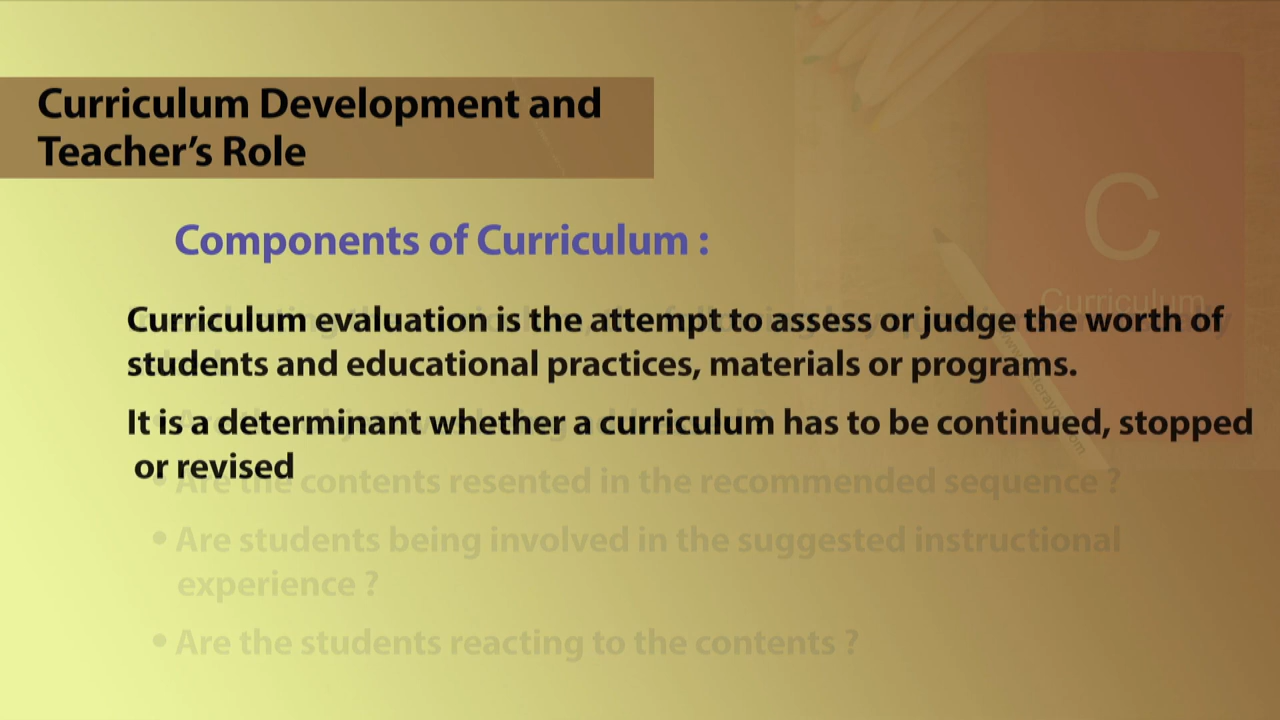 Curriculum Development and
Teacher's Role
C
Curriculum
Components of Curriculum :
Curriculum evaluation is the attempt to assess or judge the worth of
students and educational practices, materials or programs.
It is a determinant whether a curriculum has to be continued, stopped
or revised
• Are the contents resented in the recommended sequence ?
• Are students being involved in the suggested instructional
experience ?
• Are the students reacting to the contents ?